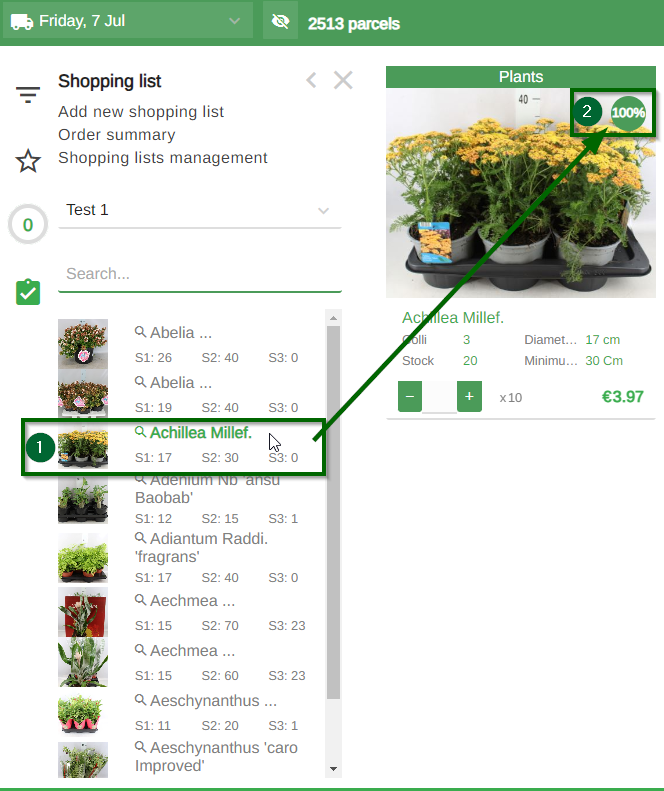 Friday, 7 Jul
2513 parcels
Shopping list
Add new shopping list
Order summary
Shopping lists management
0
Test 1
Search...
Abelia ...
S1: 26 S2: 40 S3: 0
Abelia ...
S1: 19 S2: 40 S3: 0
1
Achillea Millef.
S1: 17 S2: 30 S3: 0
Adenium Nb 'ansu
Baobab'
S1: 12 S2: 15 S3: 1
Adiantum Raddi.
'fragrans'
S1: 17 S2: 40 S3: 0
Aechmea ...
S1: 15 S2: 70 S3: 23
Aechmea ...
S1: 15 S2: 60 S3: 23
Aeschynanthus ...
S1: 11 S2: 20 S3: 1
Aeschynanthus 'caro
Improved'
Plants
40
2 100%
Achillea Millef.
Colli 3 Diamet... 17 cm
Stock 20 Minimu... 30 Cm
− + x10 €3.97